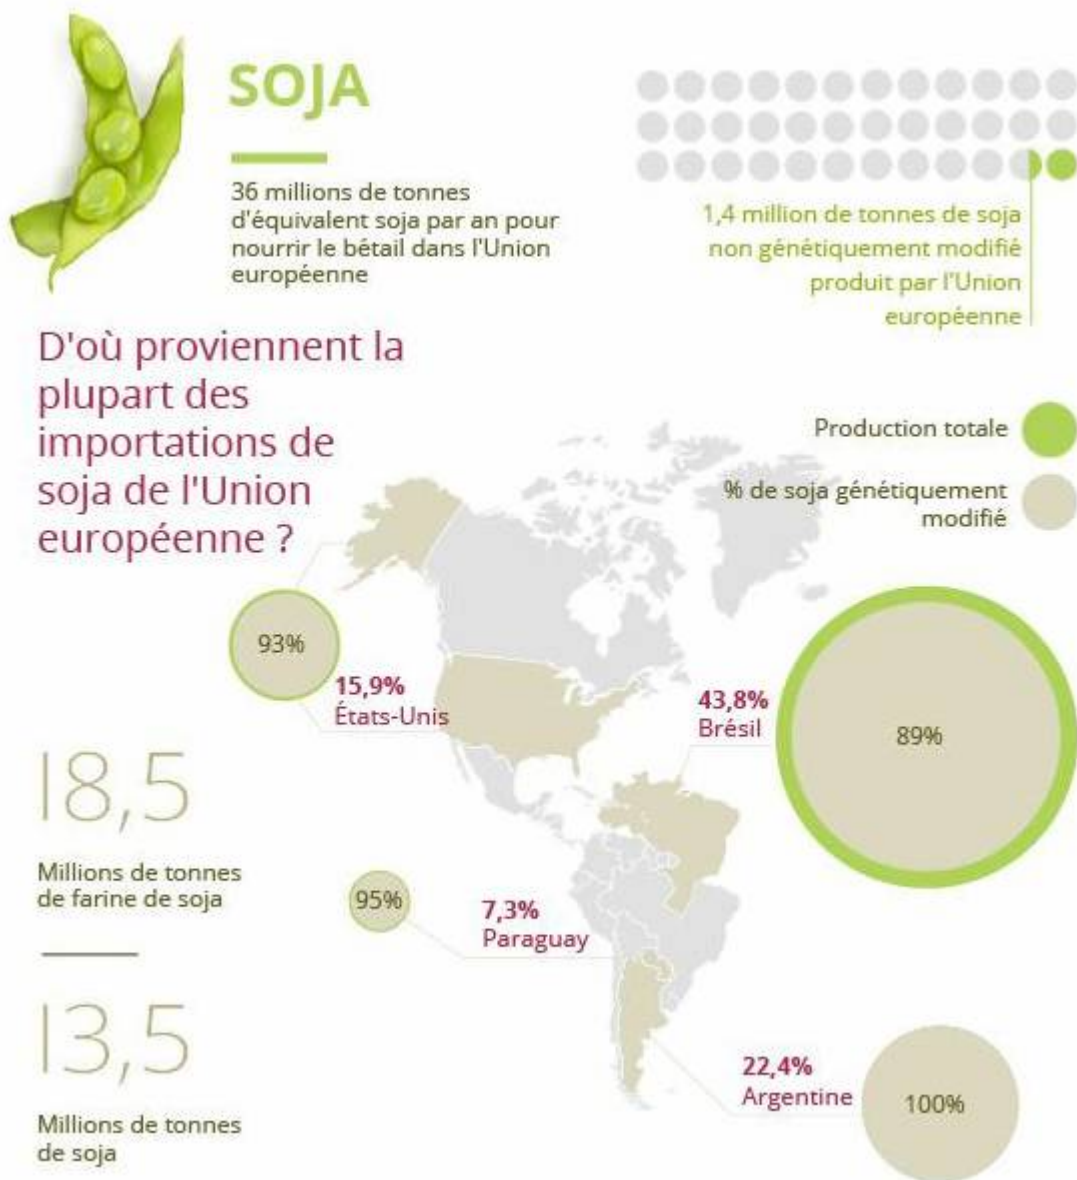 SOJA
36 millions de tonnes
d'équivalent soja par an pour
nourrir le bétail dans l'Union
européenne
1,4 million de tonnes de soja
non génétiquement modifié
produit par l'Union
européenne
D'où proviennent la
plupart des
importations de
soja de l'Union
européenne ?
Production totale
% de soja génétiquement
modifié
93%
15,9%
États-Unis
43,8%
Brésil
89%
18,5
Millions de tonnes
de farine de soja
95%
7,3%
Paraguay
13,5
Millions de tonnes
de soja
22,4%
Argentine
100%